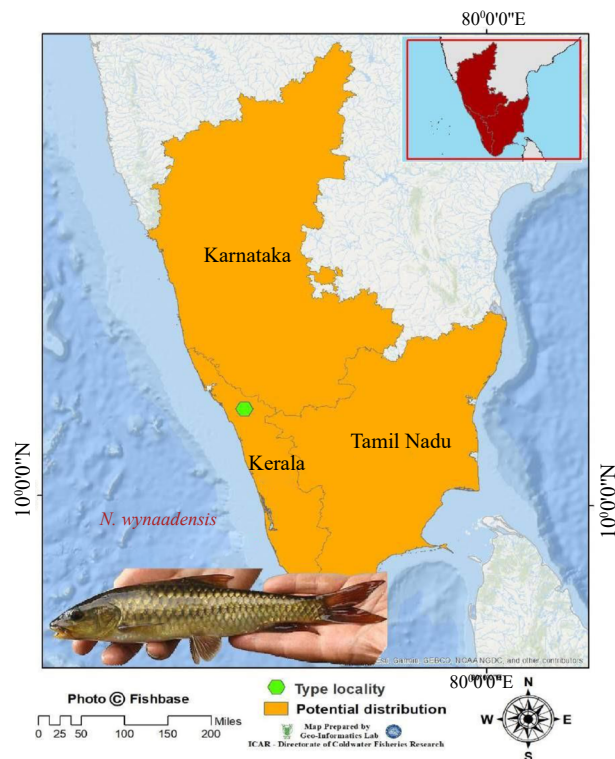 80⁰0'0"E
Karnataka
Tamil Nadu
Kerala
10⁰0'0"N
10⁰0'0"N
N. wynaadensis
Esri, Garmin, GEBCO, NOAA NGDC, and other contributors
80⁰0'0"E
Photo © Fishbase
Type locality
Potential distribution
0 25 50 100 150 200 Miles
Map Prepared by
Geo-Informatics Lab
ICAR - Directorate of Coldwater Fisheries Research
N
W E
S